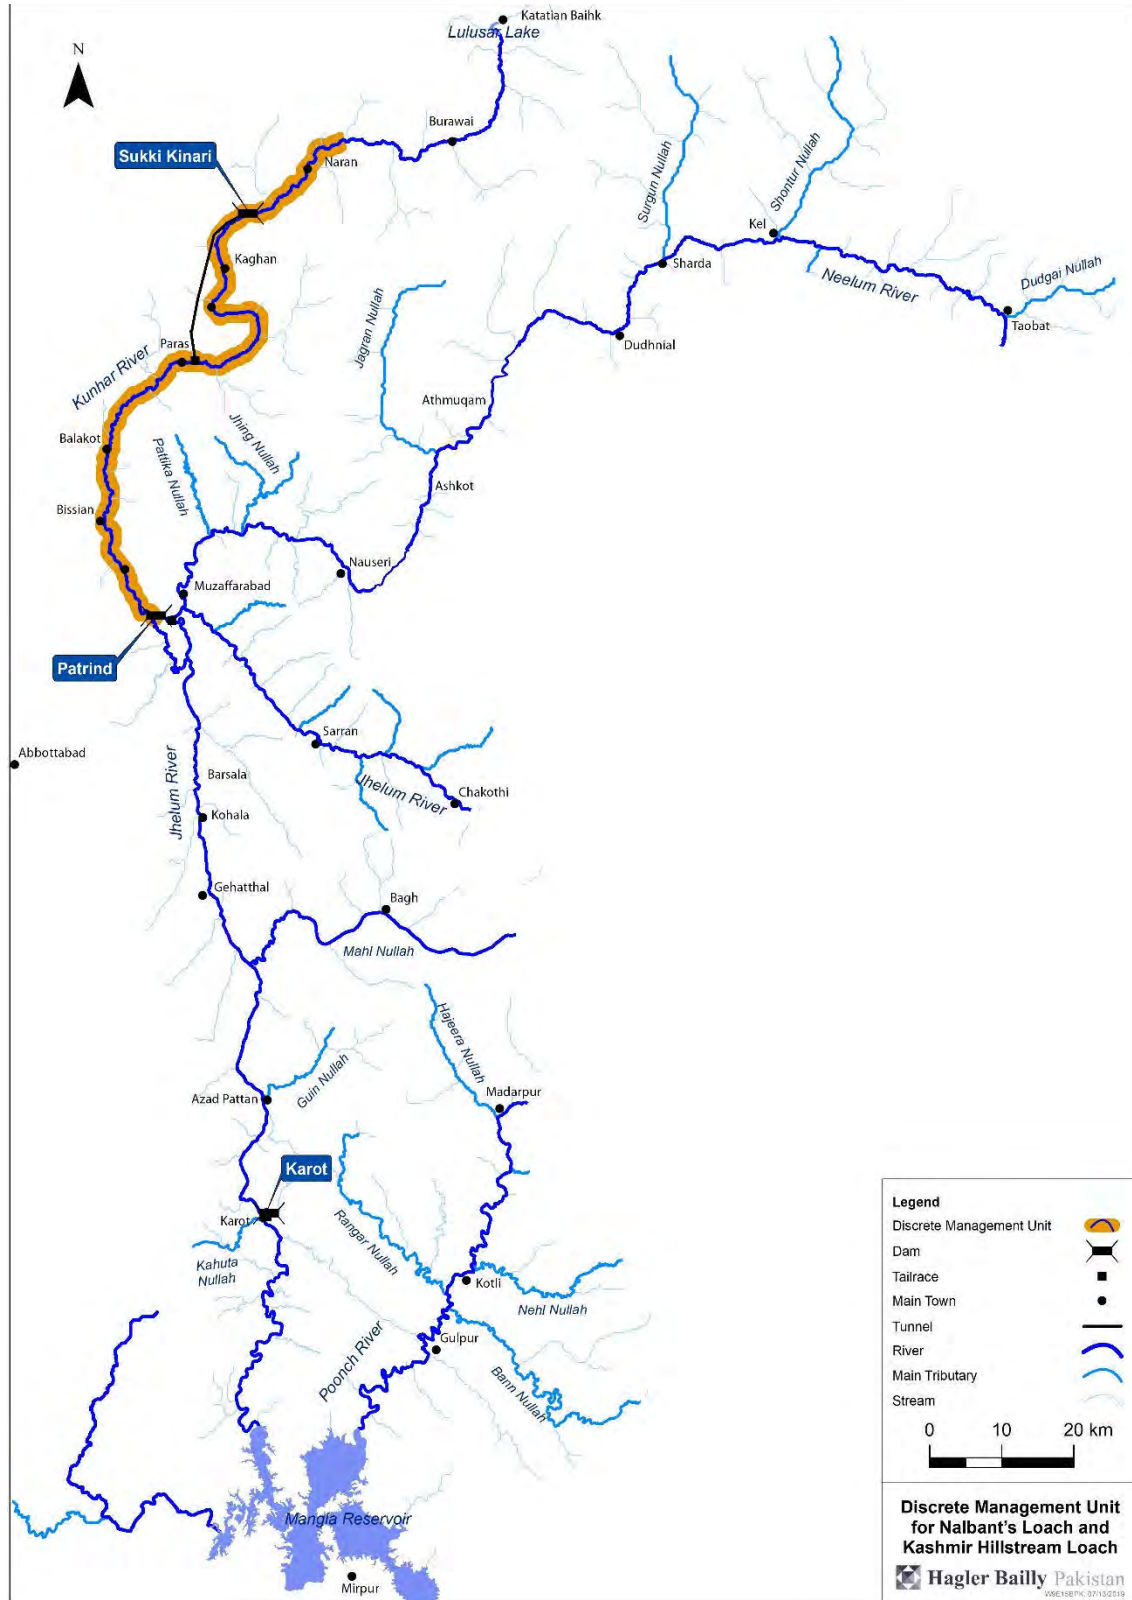 Katatian Baihk
Lulusar Lake
N
Burawai
Sukki Kinari
Naran
Surgun Nullah
Shontur Nullah
Kel
Kaghan
Sharda
Neelum River
Dudgai Nullah
Taobat
Jagran Nullah
Dudhnial
Paras
Kunhar River
Athmuqam
Jhing Nullah
Balakot
Pattika Nullah
Ashkot
Bissian
Nauseri
Muzaffarabad
Patrind
Sarran
Abbottabad
Jhelum River
Barsala
Jhelum River
Chakothi
Kohala
Gehatthal
Bagh
Mahl Nullah
Hajeera Nullah
Guin Nullah
Azad Pattan
Madarpur
Karot
Karot
Rangar Nullah
Kahuta
Nullah
Kotli
Nehl Nullah
Poonch River
Gulpur
Bann Nullah
Mangla Reservoir
Mirpur
Legend
Discrete Management Unit
Dam
Tailrace
Main Town
Tunnel
River
Main Tributary
Stream
0 10 20 km
Discrete Management Unit
for Nalbant's Loach and
Kashmir Hillstream Loach
Hagler Bailly Pakistan